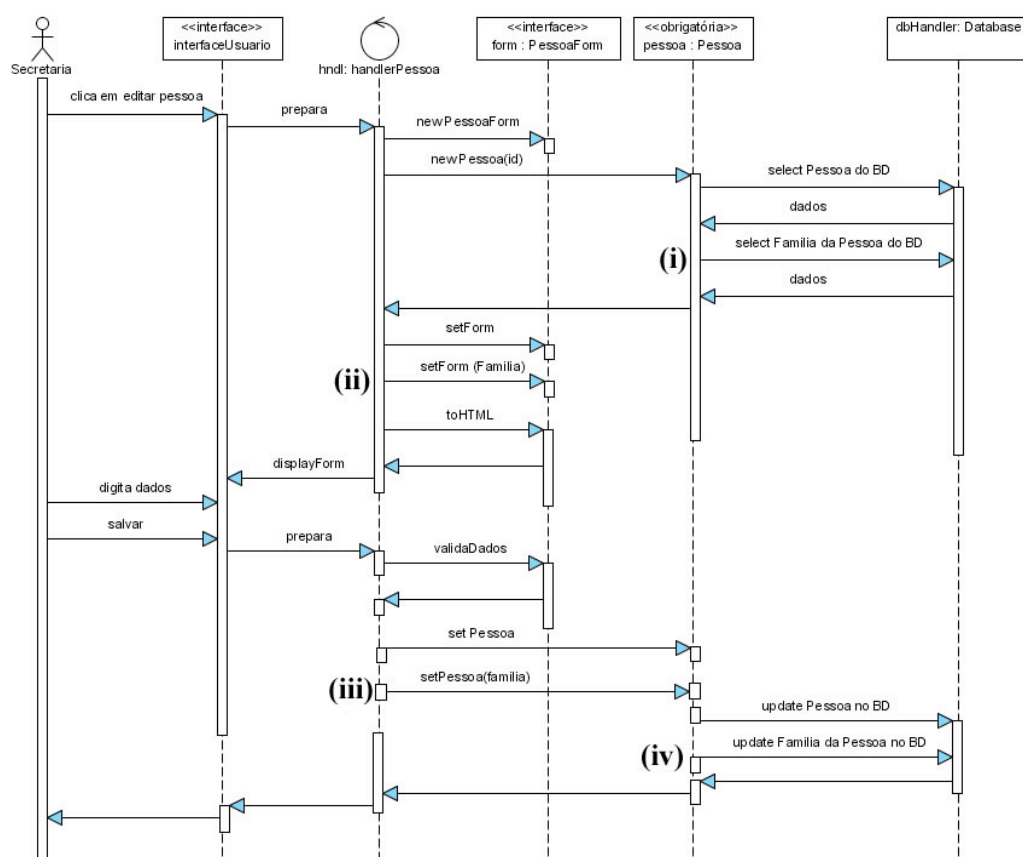 <<interface>>
interfaceUsuario
<<interface>>
form : PessoaForm
<<obrigatória>>
pessoa : Pessoa
dbHandler: Database
Secretaria
hndl: handlerPessoa
clica em editar pessoa
prepara
newPessoaForm
newPessoa(id)
select Pessoa do BD
dados
select Familia da Pessoa do BD
(i)
dados
setForm
setForm (Familia)
(ii)
toHTML
displayForm
digita dados
salvar
prepara
validaDados
set Pessoa
setPessoa(familia)
(iii)
update Pessoa no BD
update Familia da Pessoa no BD
(iv)